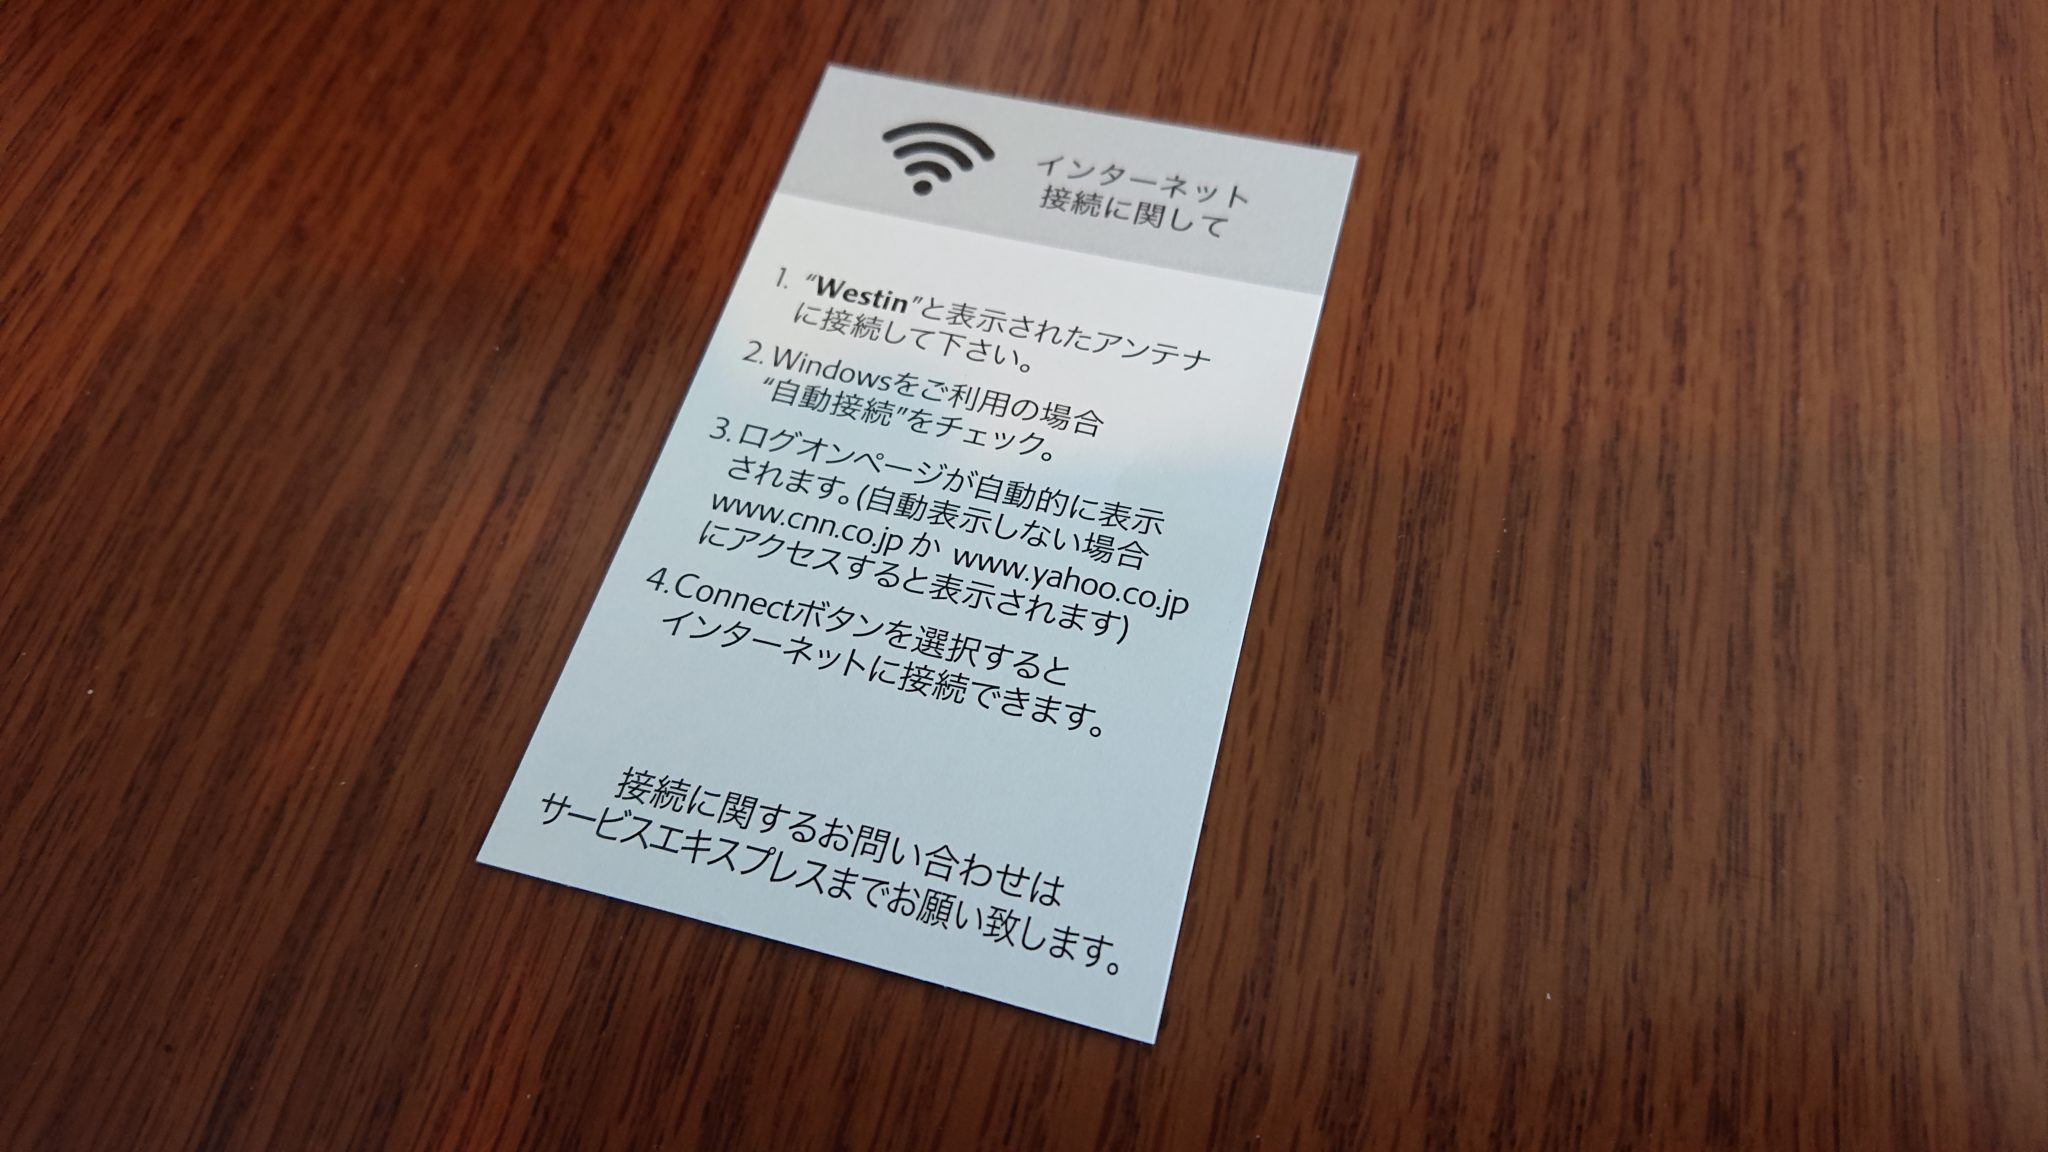 インターネット
接続に関して
1. “Westin”と表示されたアンテナ
に接続して下さい。
2. Windowsをご利用の場合
“自動接続”をチェック。
3. ログオンページが自動的に表示
されます。(自動表示しない場合
www.cnn.co.jp か www.yahoo.co.jp
にアクセスすると表示されます)
4. Connectボタンを選択すると
インターネットに接続できます。
接続に関するお問い合わせは
サービスエキスプレスまでお願い致します。